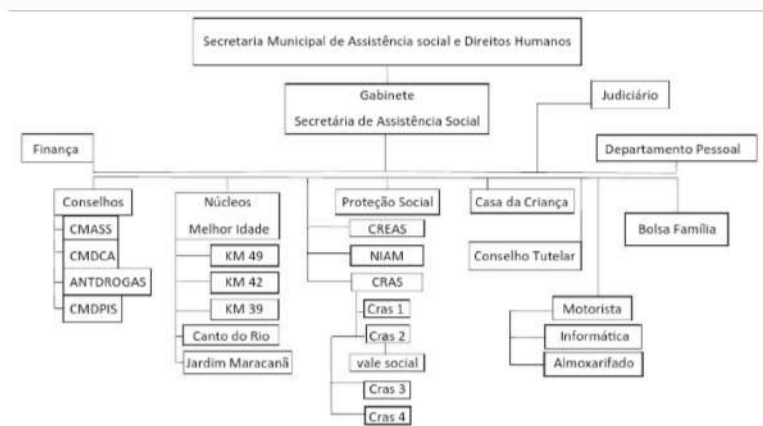 Secretaria Municipal de Assistência social e Direitos Humanos
Gabinete
Secretária de Assistência Social
Judiciário
Finança
Departamento Pessoal
Conselhos
CMASS
CMDCA
ANTDROGAS
CMDPIS
Núcleos
Melhor Idade
KM 49
KM 42
KM 39
Canto do Rio
Jardim Maracanã
Proteção Social
CREAS
NIAM
CRAS
Cras 1
Cras 2
vale social
Cras 3
Cras 4
Casa da Criança
Conselho Tutelar
Bolsa Família
Motorista
Informática
Almoxarifado